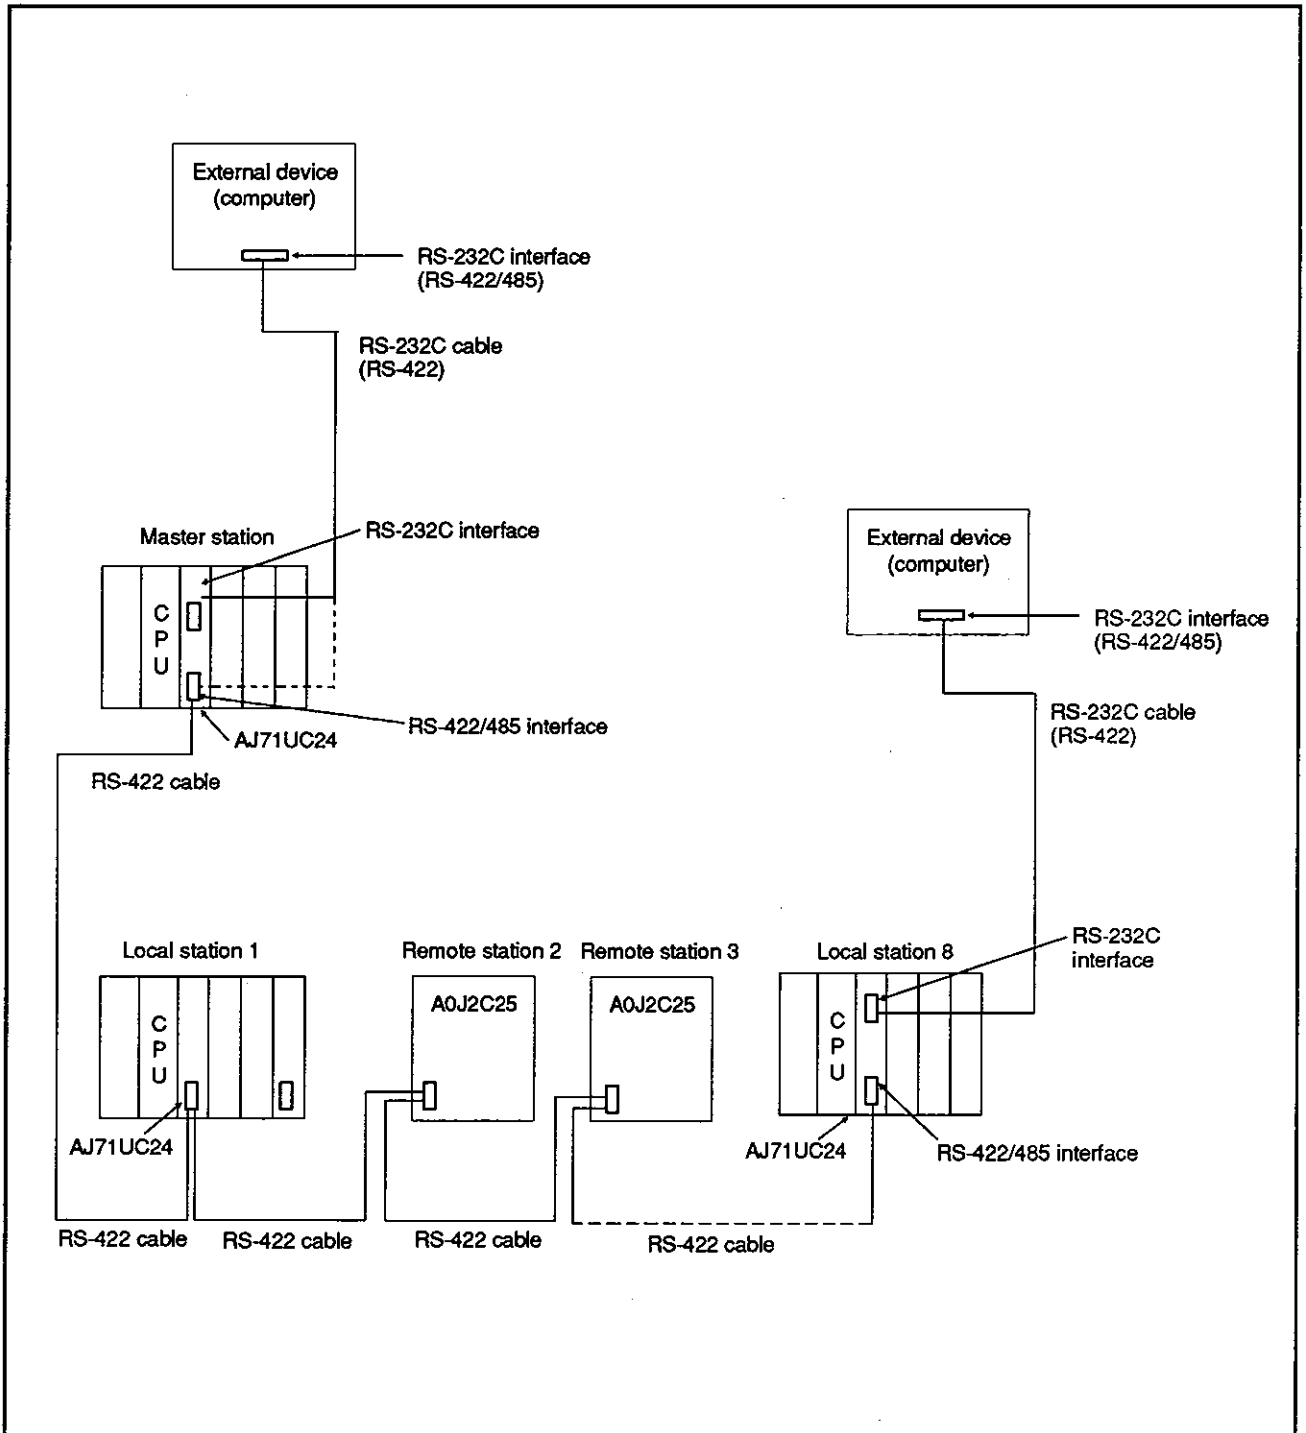 External device
(computer)
RS-232C interface
(RS-422/485)
RS-232C cable
(RS-422)
Master station
RS-232C interface
C
P
U
RS-422/485 interface
AJ71UC24
RS-422 cable
External device
(computer)
RS-232C interface
(RS-422/485)
RS-232C cable
(RS-422)
Local station 1
C
P
U
AJ71UC24
Remote station 2
A0J2C25
Remote station 3
A0J2C25
Local station 8
RS-232C
interface
C
P
U
AJ71UC24
RS-422/485 interface
RS-422 cable
RS-422 cable
RS-422 cable
RS-422 cable